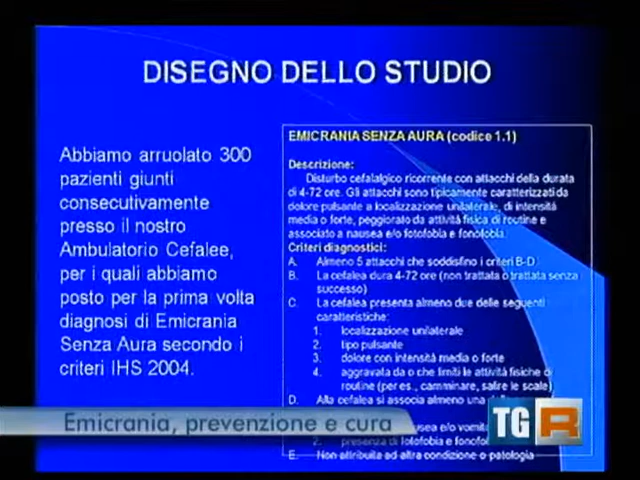 DISEGNO DELLO STUDIO
Abbiamo arruolato 300
pazienti giunti
consecutivamente
presso il nostro
Ambulatorio Cefalee,
per i quali abbiamo
posto per la prima volta
diagnosi di Emicrania
Senza Aura secondo i
criteri IHS 2004.
EMICRANIA SENZA AURA (codice 1.1)
Descrizione:
Disturbo cefalalgico ricorrente con attacchi della durata
di 4-72 ore. Gli attacchi sono tipicamente caratterizzati da
dolore pulsante a localizzazione unilaterale, di intensità
media o forte, peggiorato da attività fisica di routine e
associato a nausea e/o fotofobia e fonofobia.
Criteri diagnostici:
A. Almeno 5 attacchi che soddisfino i criteri B-D
B. La cefalea dura 4-72 ore (non trattata o trattata senza
successo)
C. La cefalea presenta almeno due delle seguenti
caratteristiche:
1. localizzazione unilaterale
2. tipo pulsante
3. dolore con intensità media o forte
4. aggravata da o che limiti le attività fisiche di
routine (per es., camminare, salire le scale)
D. Alla cefalea si associa almeno una
e/o vomito
2. presenza di fotofobia e
E. Non attribuita ad altra condizione o patologia
Emicrania, prevenzione e cura
TG R